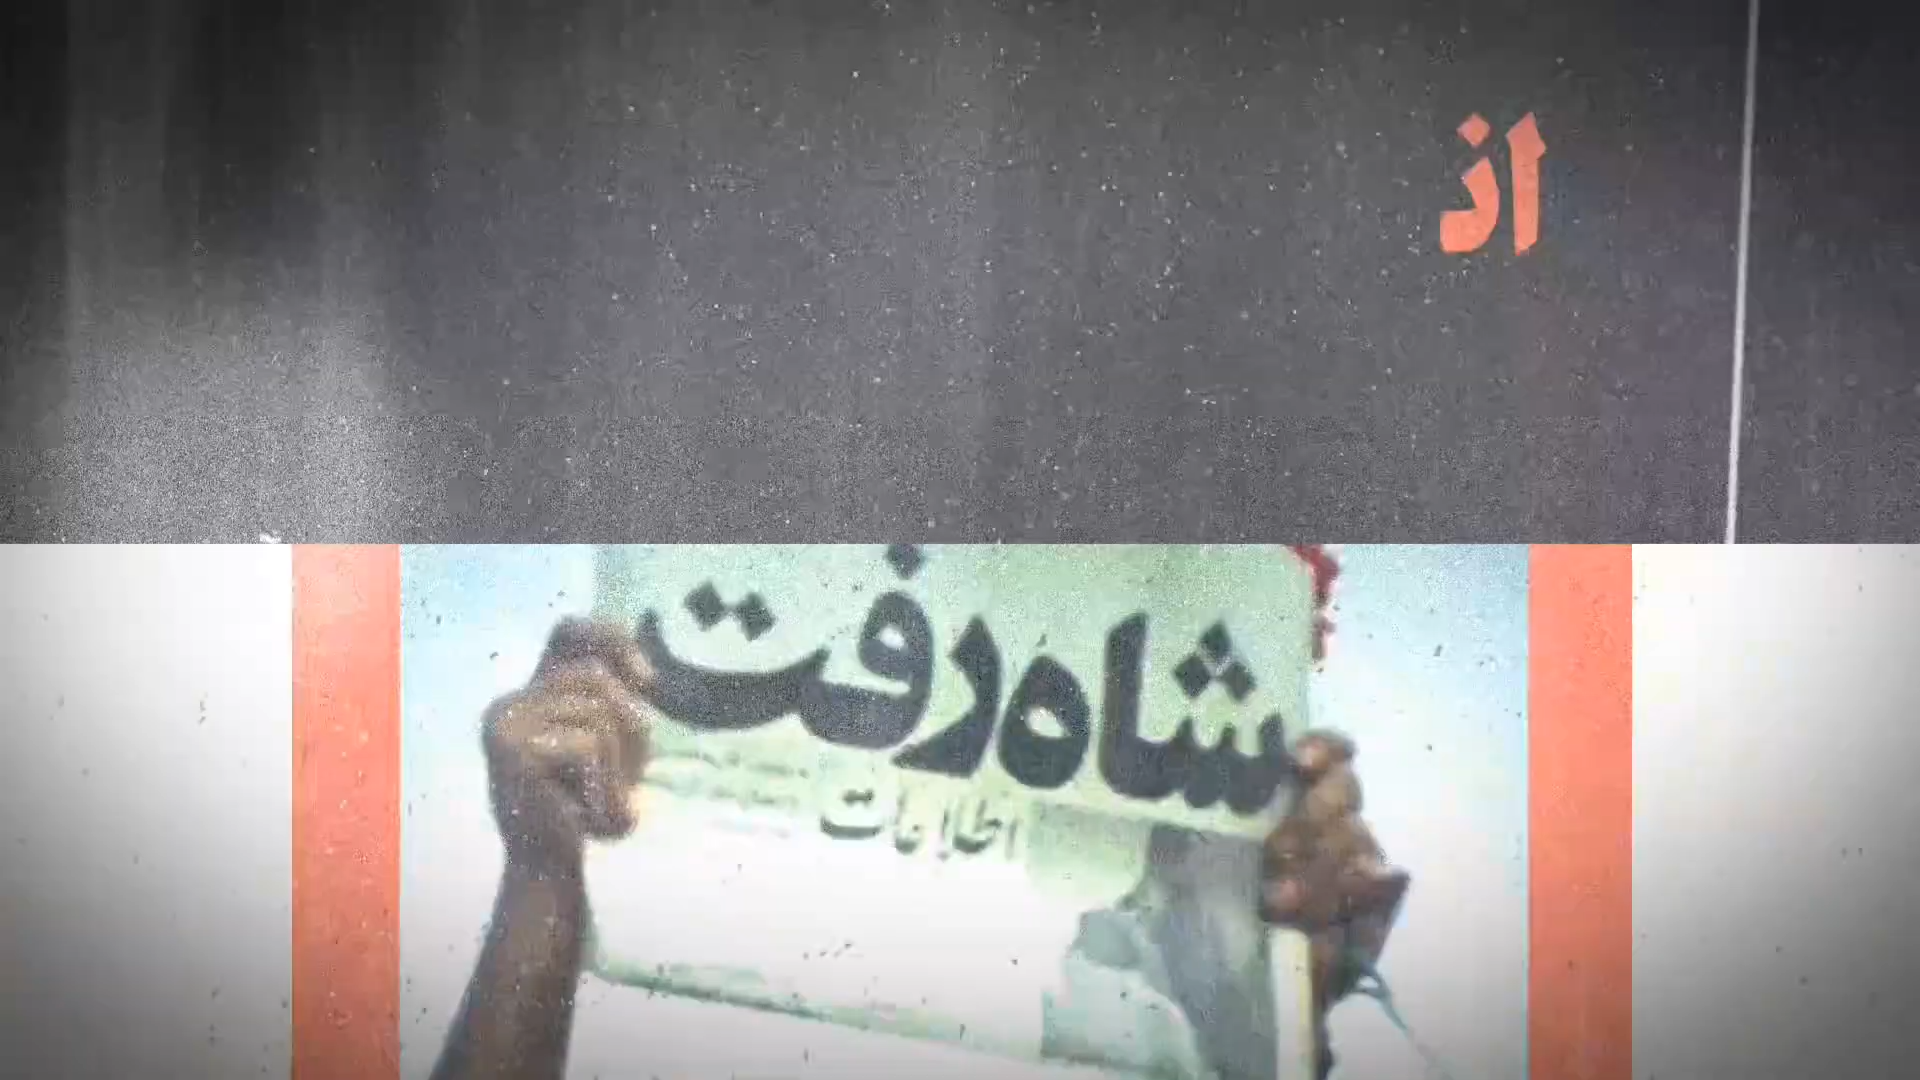 از
شاه رفت
اطلاعات